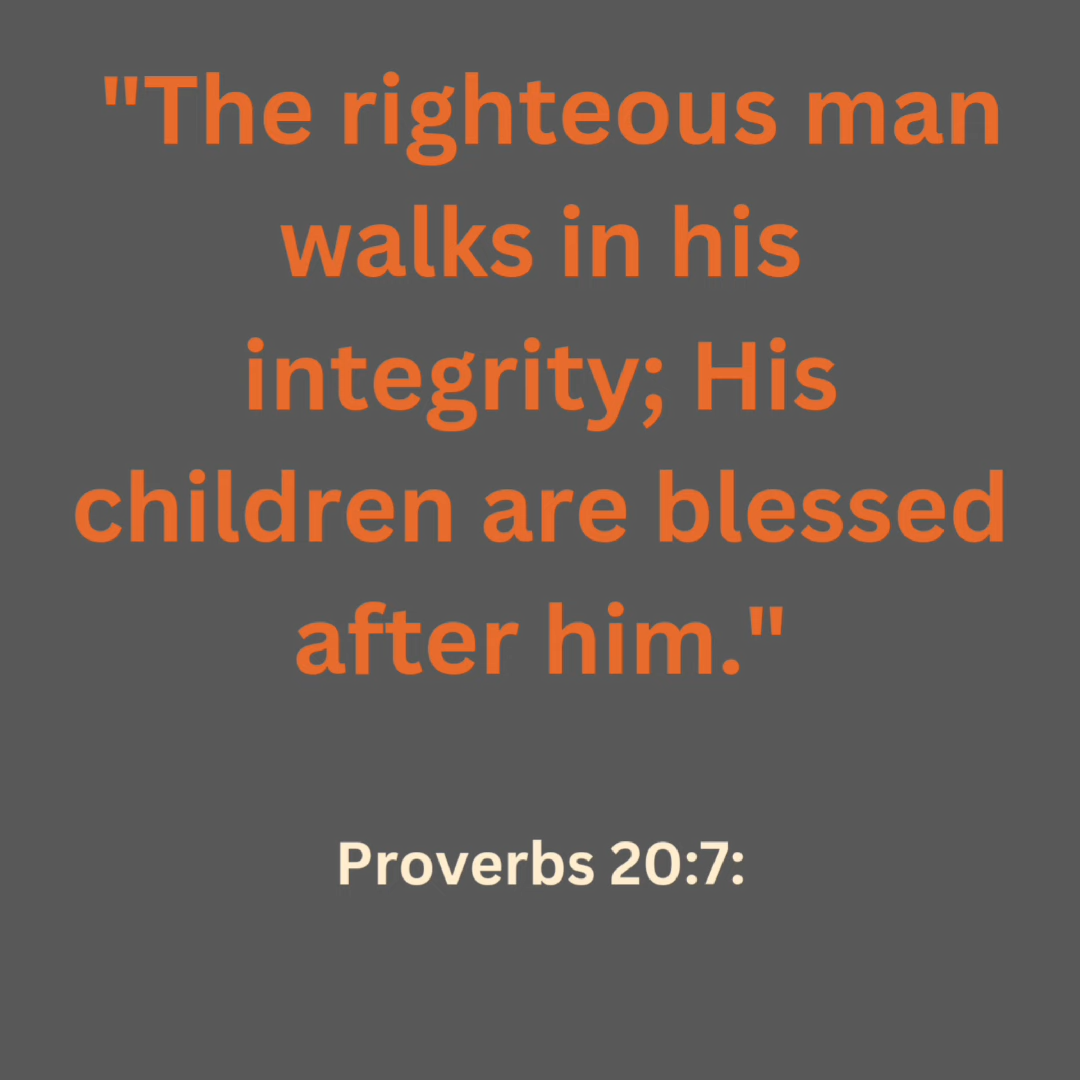 "The righteous man
walks in his
integrity; His
children are blessed
after him."
Proverbs 20:7: